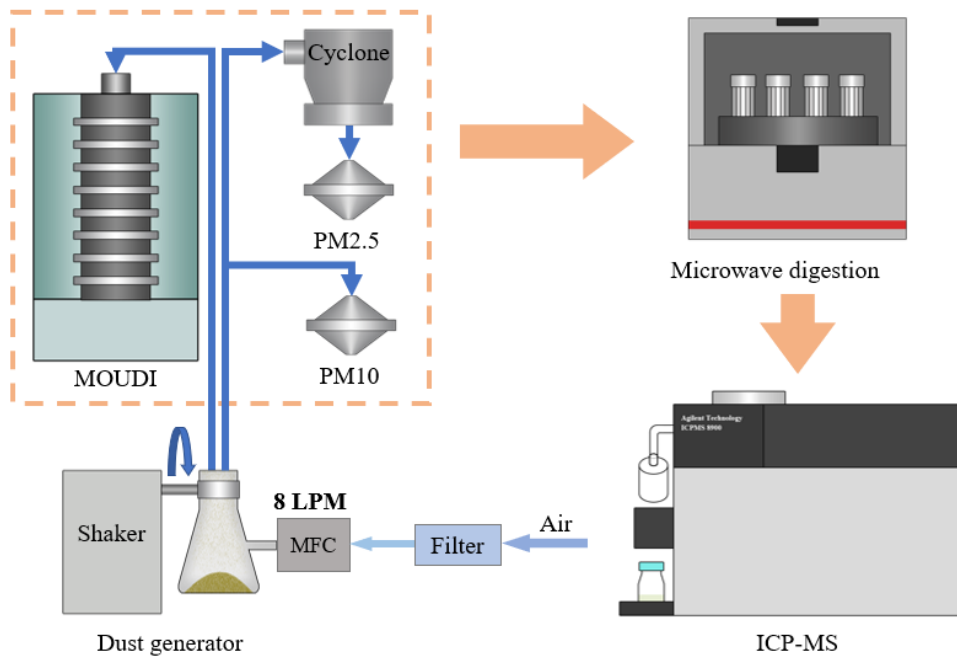 Cyclone
PM2.5
MOUDI
PM10
Microwave digestion
Agilent Technology
ICPMS 8900
Shaker
8 LPM
MFC
Filter
Air
Dust generator
ICP-MS